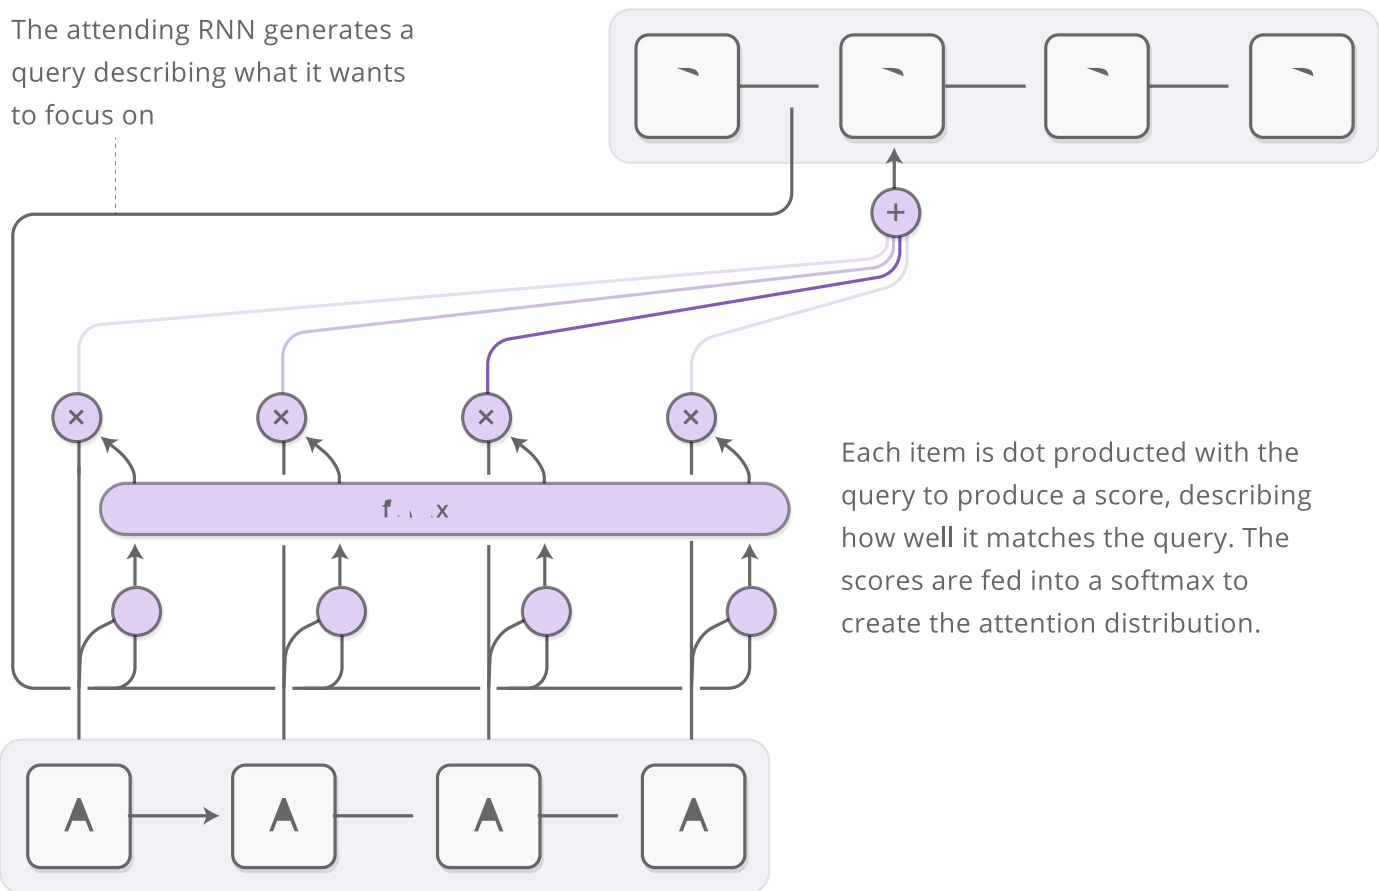 The attending RNN generates a
query describing what it wants
to focus on
+
× × × ×
Each item is dot producted with the
query to produce a score, describing
how well it matches the query. The
scores are fed into a softmax to
create the attention distribution.
A A A A